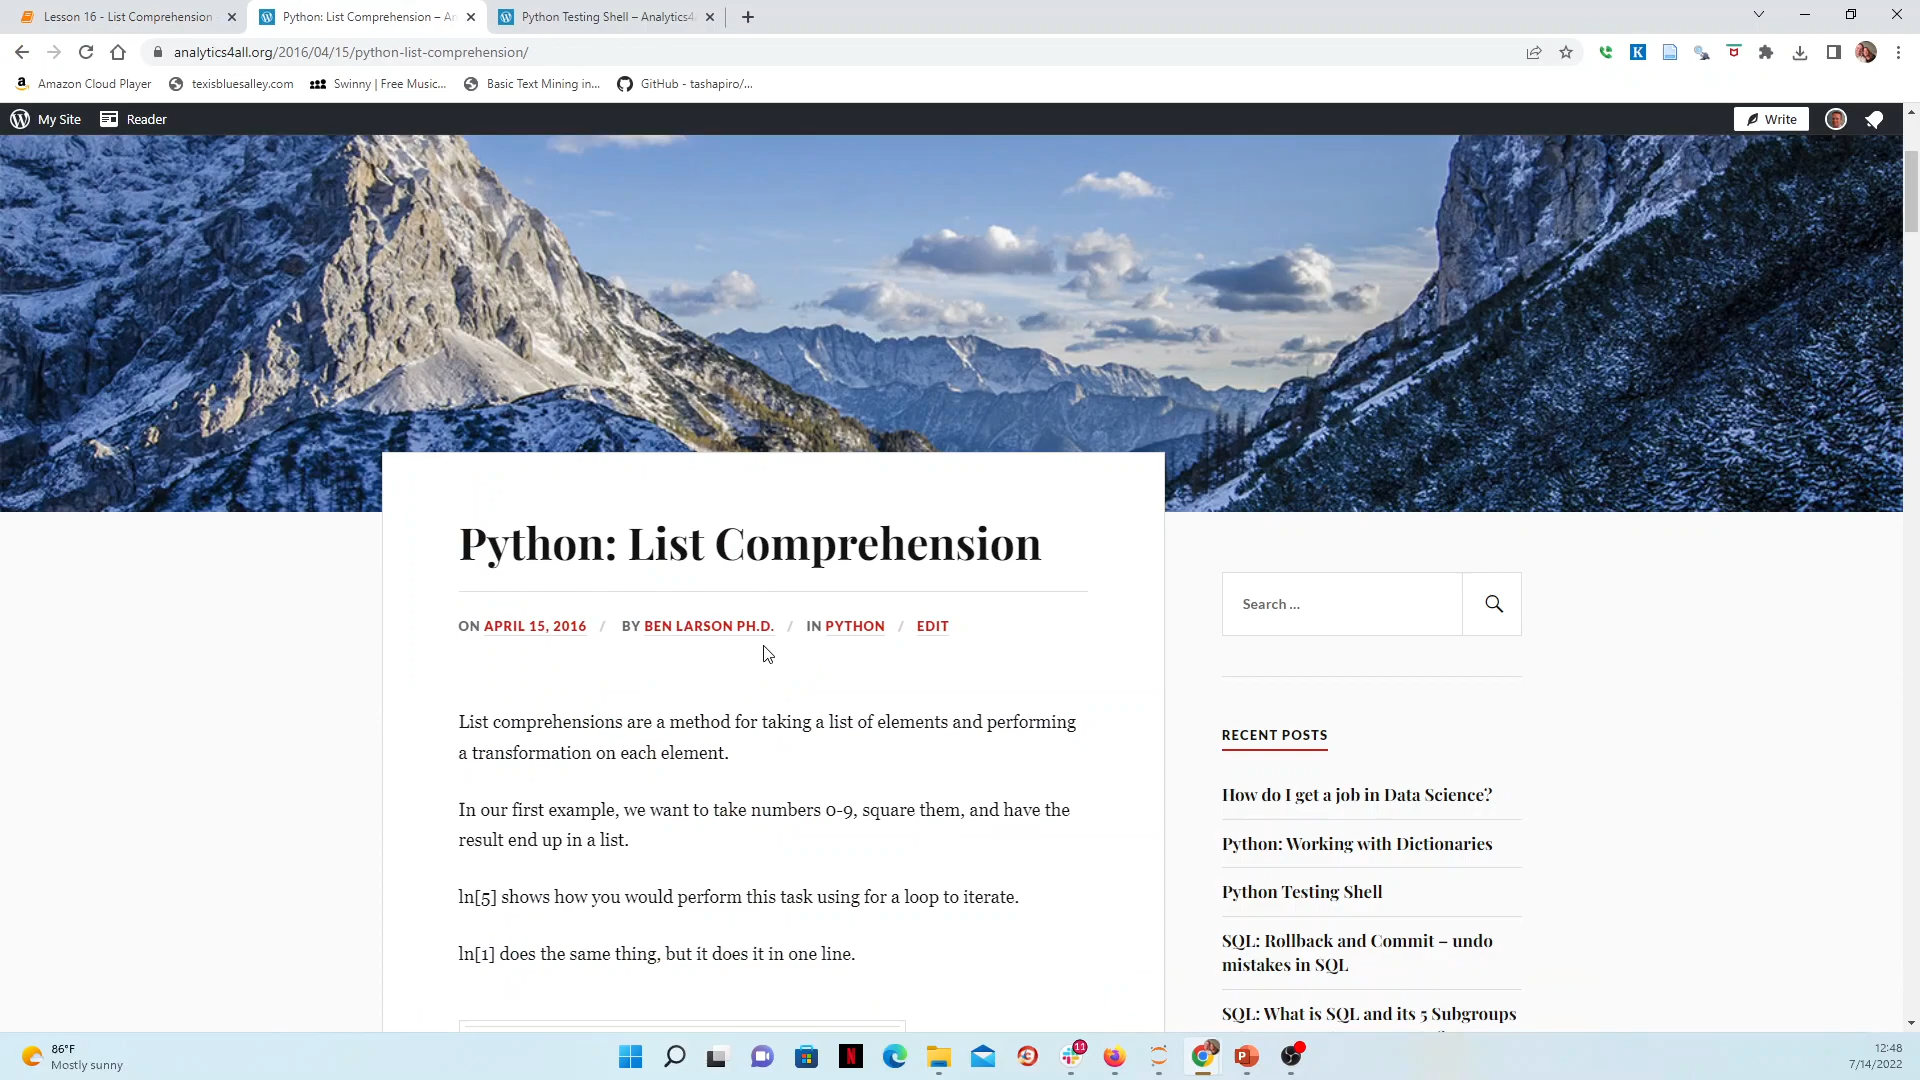 Lesson 16 - List Comprehension
Python: List Comprehension – An
Python Testing Shell – Analytics4
analytics4all.org/2016/04/15/python-list-comprehension/
Amazon Cloud Player
texisbluesalley.com
Swinny | Free Music...
Basic Text Mining in...
GitHub - tashapiro/...
My Site
Reader
Write
Python: List Comprehension
ON APRIL 15, 2016 / BY BEN LARSON PH.D. / IN PYTHON / EDIT
List comprehensions are a method for taking a list of elements and performing
a transformation on each element.
In our first example, we want to take numbers 0-9, square them, and have the
result end up in a list.
ln[5] shows how you would perform this task using for a loop to iterate.
ln[1] does the same thing, but it does it in one line.
Search ...
RECENT POSTS
How do I get a job in Data Science?
Python: Working with Dictionaries
Python Testing Shell
SQL: Rollback and Commit – undo
mistakes in SQL
SQL: What is SQL and its 5 Subgroups
86°F
Mostly sunny
11
12:48
7/14/2022